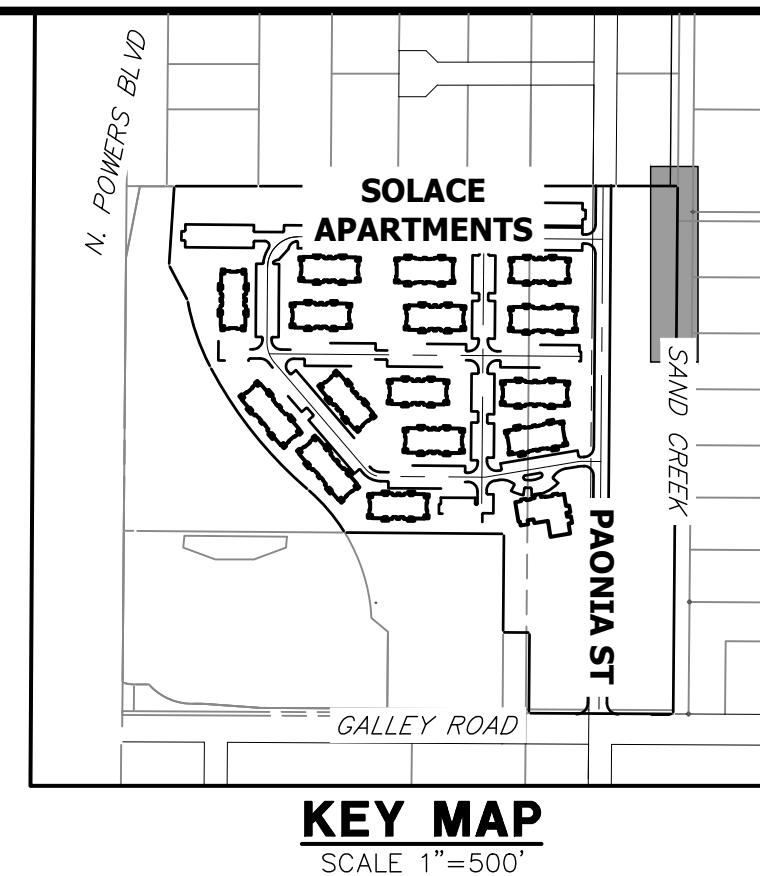 N. POWERS BLVD
SOLACE
APARTMENTS
SAND CREEK
PAONIA ST
GALLEY ROAD
KEY MAP
SCALE 1"=500'